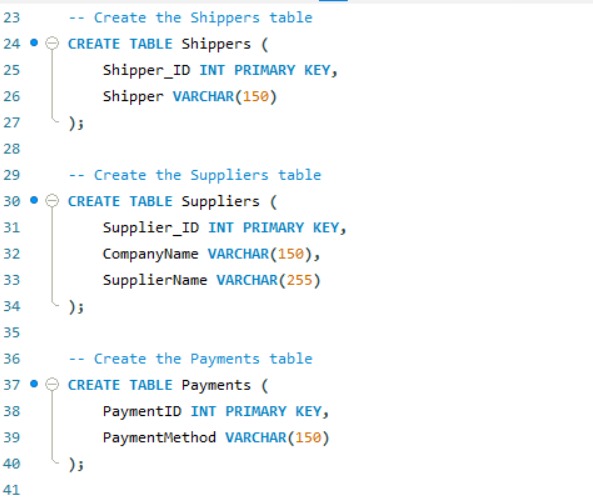 23 -- Create the Shippers table
24 CREATE TABLE Shippers (
25 Shipper_ID INT PRIMARY KEY,
26 Shipper VARCHAR(150)
27 );
28
29 -- Create the Suppliers table
30 CREATE TABLE Suppliers (
31 Supplier_ID INT PRIMARY KEY,
32 CompanyName VARCHAR(150),
33 SupplierName VARCHAR(255)
34 );
35
36 -- Create the Payments table
37 CREATE TABLE Payments (
38 PaymentID INT PRIMARY KEY,
39 PaymentMethod VARCHAR(150)
40 );
41